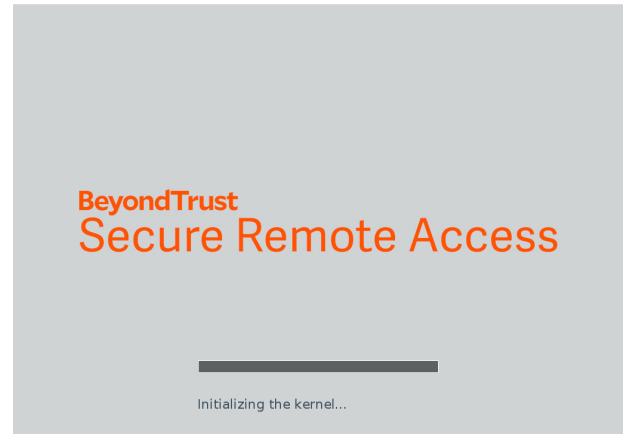 BeyondTrust
Secure Remote Access
Initializing the kernel...